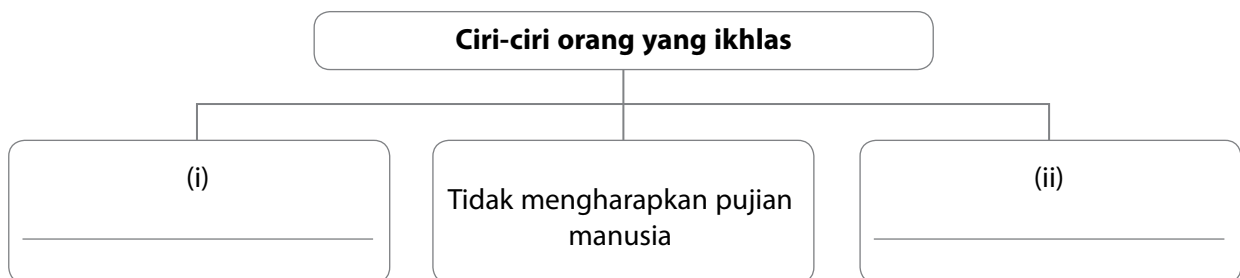 Ciri-ciri orang yang ikhlas
(i)
Tidak mengharapkan pujian
manusia
(ii)